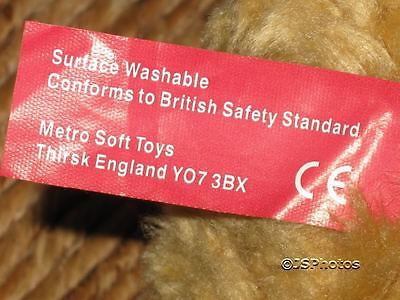 Surface Washable
Conforms to British Safety Standard
Metro Soft Toys
Thirsk England YO7 3BX
CE
©JSPhotos